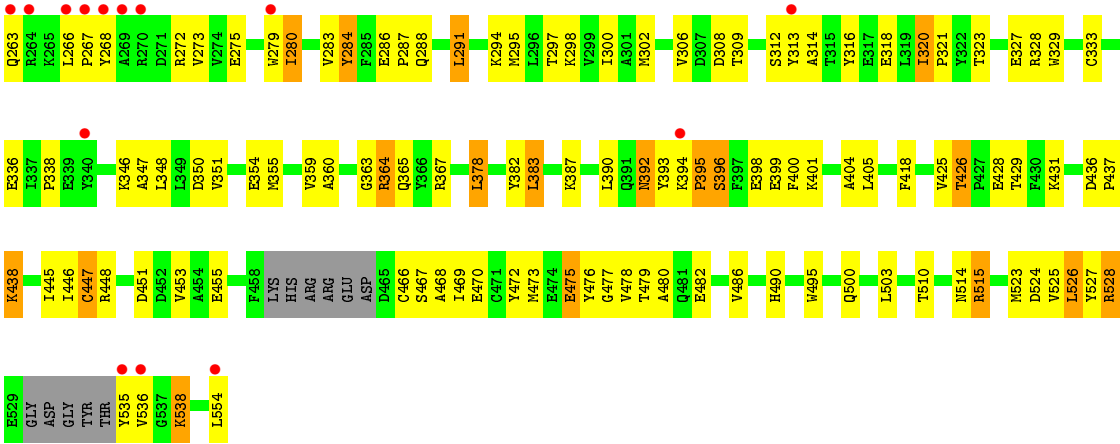 Q263 R264 K265 L266 P267 Y268 A269 R270 D271 R272 V273 V274 E275 W279 I280 V283 Y284 F285 E286 P287 Q288 L291 K294 M295 L296 T297 K298 V299 I300 A301 M302 V306 D307 D308 T309 S312 Y313 A314 T315 Y316 E317 E318 L319 I320 P321 Y322 T323 E327 R328 W329 C333
E336 I337 P338 E339 Y340 K346 A347 L348 L349 D350 V351 E354 M355 V359 A360 G363 R364 Q365 Y366 R367 L378 Y382 L383 K387 L390 Q391 N392 Y393 K394 P395 S396 F397 E398 E399 F400 K401 A404 L405 F418 V425 T426 P427 E428 T429 F430 K431 D436 P437
K438 I445 I446 C447 R448 D451 D452 V453 A454 E455 F458 LYS HIS ARG ARG GLU ASP D465 C466 S467 A468 I469 E470 C471 Y472 M473 E474 E475 Y476 G477 V478 T479 A480 Q481 E482 V486 H490 W495 Q500 L503 T510 N514 R515 M523 D524 V525 L526 Y527 R528
E529 GLY ASP GLY TYR THR Y535 V536 G537 K538 L554